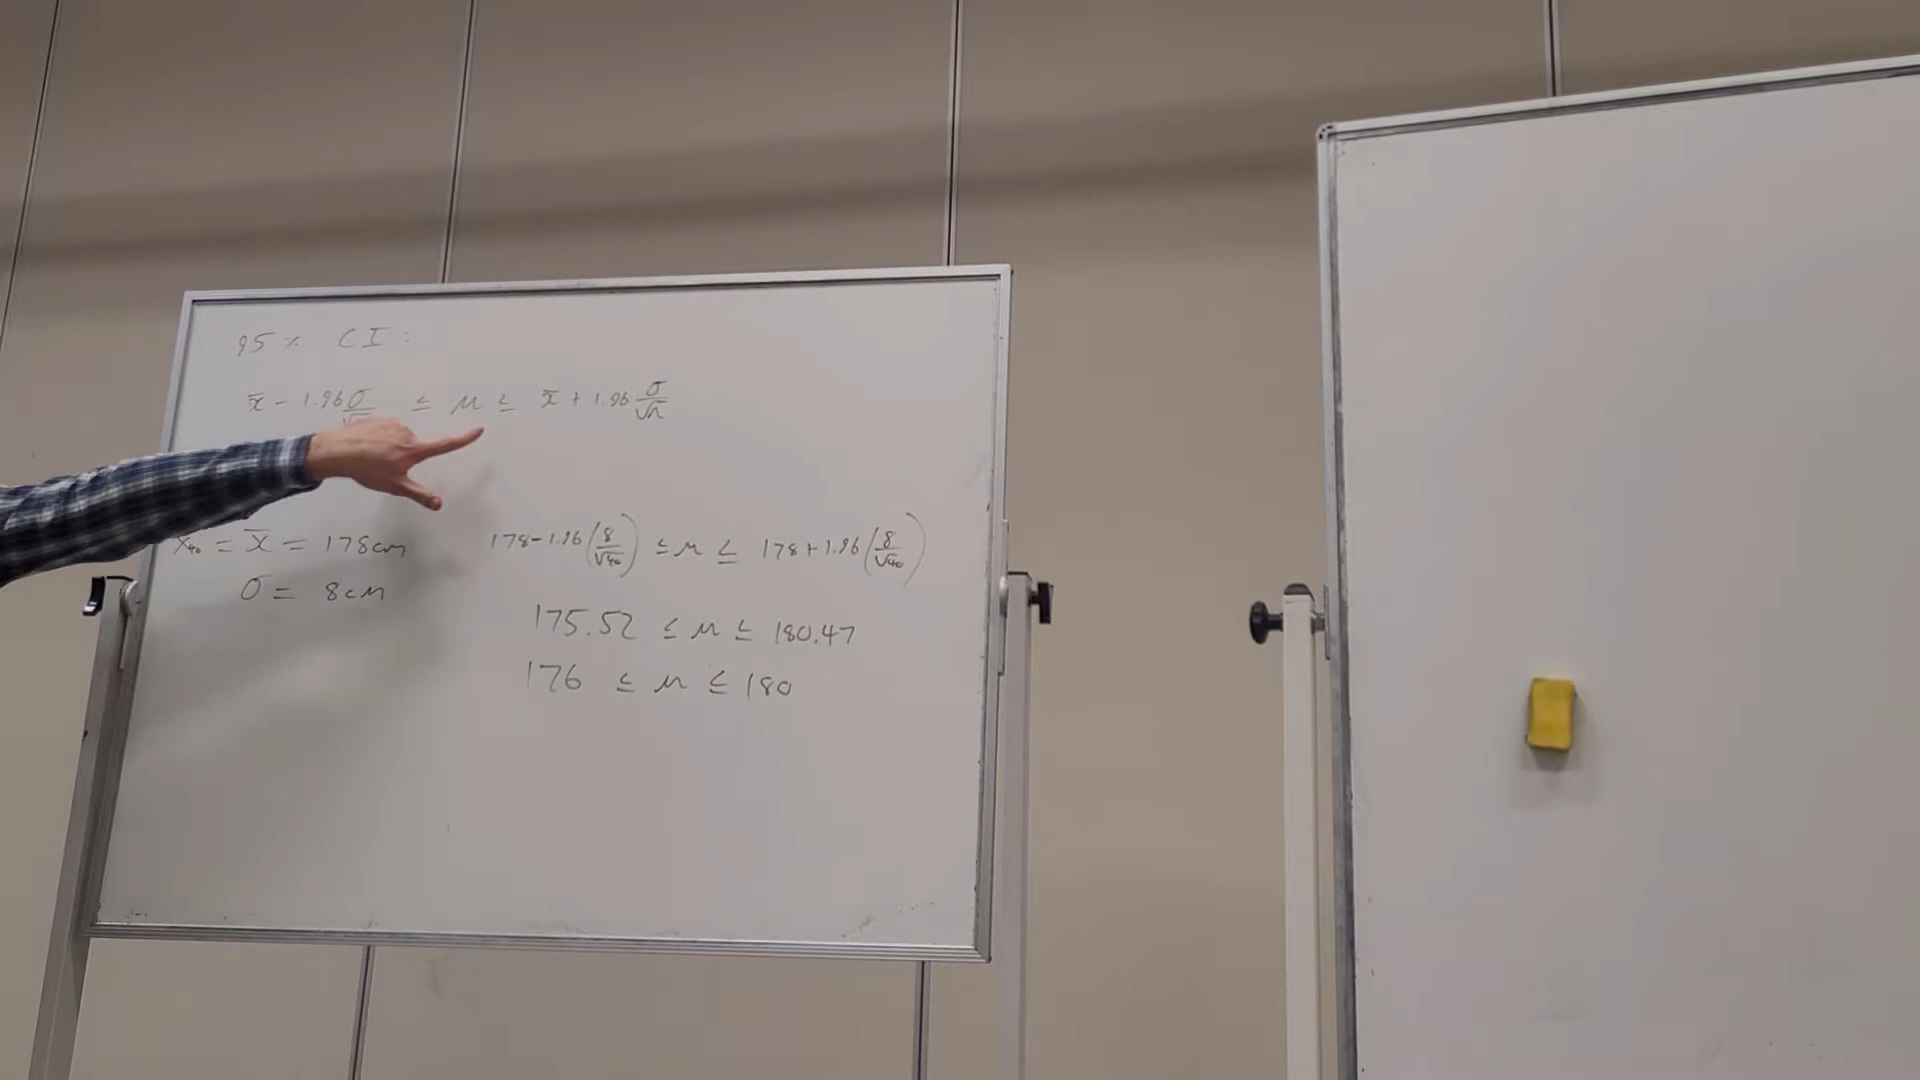 95% CI:
x̄ - 1.96 σ/√ ≤ μ ≤ x̄ + 1.96 σ/√n
x₄₀ = x̄ = 178cm
σ = 8cm
178-1.96(8/√40) ≤ μ ≤ 178+1.96(8/√40)
175.52 ≤ μ ≤ 180.47
176 ≤ μ ≤ 180